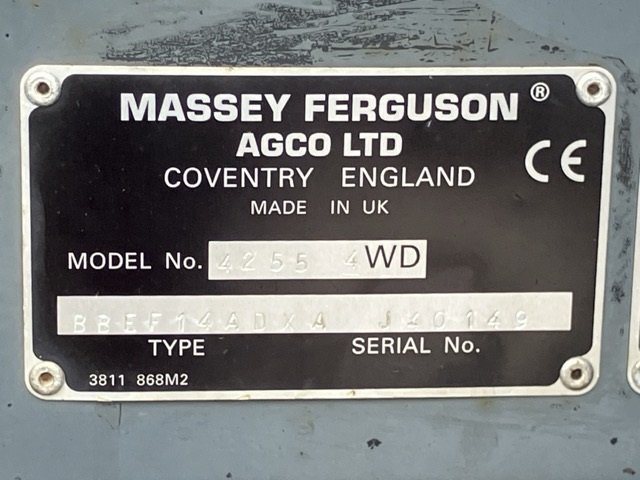 MASSEY FERGUSON ®
AGCO LTD
CE
COVENTRY ENGLAND
MADE IN UK
MODEL No. 4255 4WD
BBEF14ADXA J40149
TYPE SERIAL No.
3811 868M2